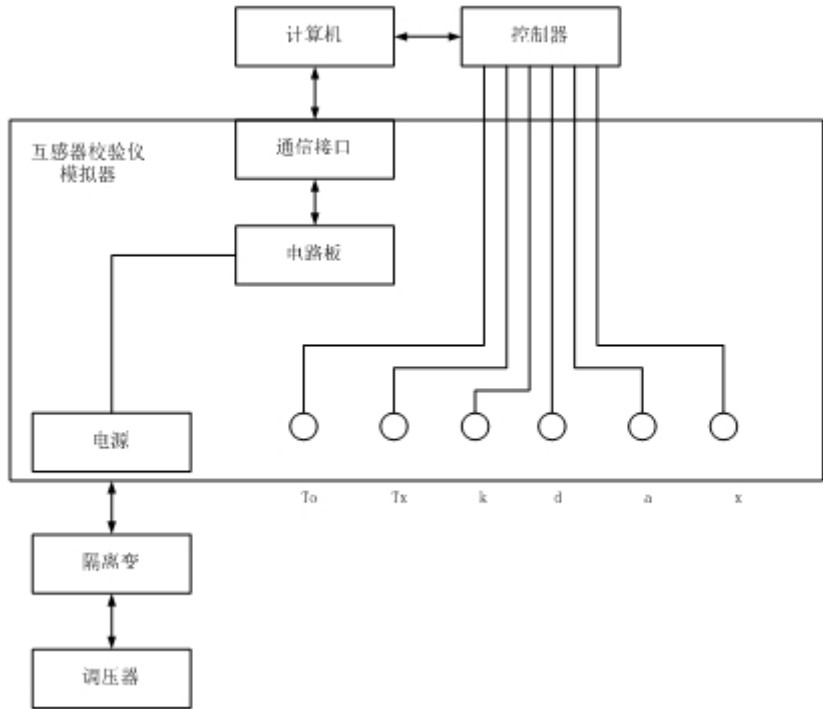 计算机
控制器
通信接口
互感器校验仪
模拟器
电路板
电源
To Tx k d a x
隔离变
调压器